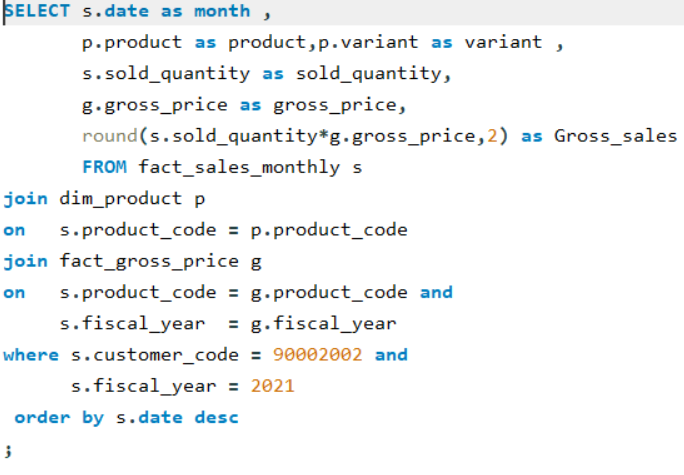 SELECT s.date as month ,
p.product as product,p.variant as variant ,
s.sold_quantity as sold_quantity,
g.gross_price as gross_price,
round(s.sold_quantity*g.gross_price,2) as Gross_sales
FROM fact_sales_monthly s
join dim_product p
on s.product_code = p.product_code
join fact_gross_price g
on s.product_code = g.product_code and
s.fiscal_year = g.fiscal_year
where s.customer_code = 90002002 and
s.fiscal_year = 2021
order by s.date desc
;